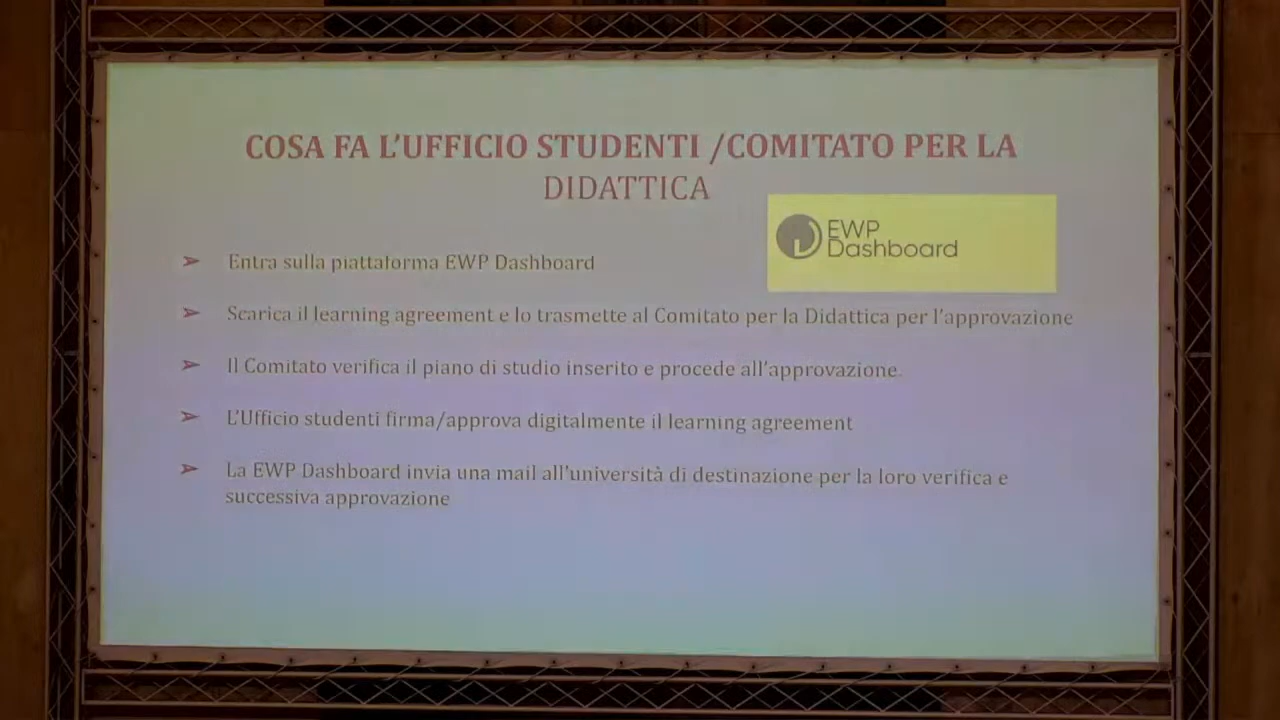 COSA FA L'UFFICIO STUDENTI /COMITATO PER LA
DIDATTICA
EWP
Dashboard
➢ Entra sulla piattaforma EWP Dashboard
➢ Scarica il learning agreement e lo trasmette al Comitato per la Didattica per l'approvazione
➢ Il Comitato verifica il piano di studio inserito e procede all'approvazione.
➢ L'Ufficio studenti firma/approva digitalmente il learning agreement
➢ La EWP Dashboard invia una mail all'università di destinazione per la loro verifica e
successiva approvazione